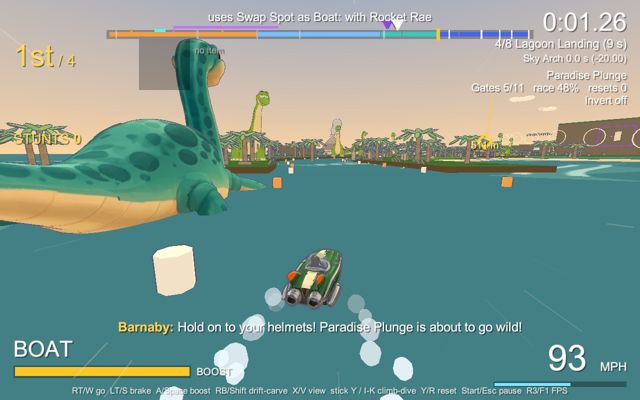 uses Swap Spot as Boat: with Rocket Rae
0:01.26
1st / 4
no item
4/8 Lagoon Landing (9 s)
Sky Arch 0.0 s (-20.00)
Paradise Plunge
Gates 5/11 race 48% resets 0
Invert off
STUNTS 0
Barnaby: Hold on to your helmets! Paradise Plunge is about to go wild!
BOAT
BOOST
93 MPH
RT/W go LT/S brake A/Space boost RB/Shift drift-carve X/V view stick Y / I-K climb-dive Y/R reset Start/Esc pause R3/F1 FPS